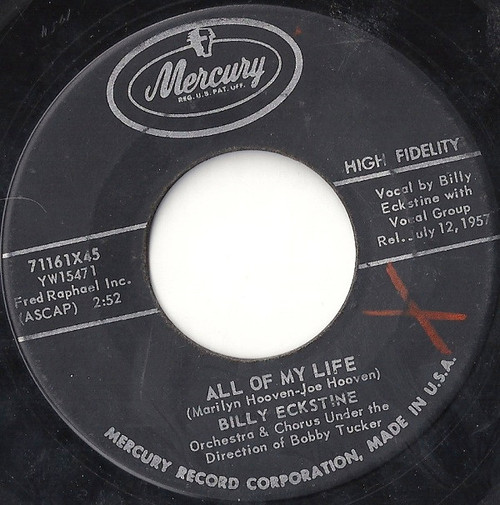 Mercury
REG. U.S. PAT. OFF.
HIGH FIDELITY
Vocal by Billy
Eckstine with
Vocal Group
Rel. July 12, 1957
71161X45
YW15471
Fred Raphael Inc.
(ASCAP) 2:52
ALL OF MY LIFE
(Marilyn Hooven-Joe Hooven)
BILLY ECKSTINE
Orchestra & Chorus Under the
Direction of Bobby Tucker
MERCURY RECORD CORPORATION, MADE IN U.S.A.